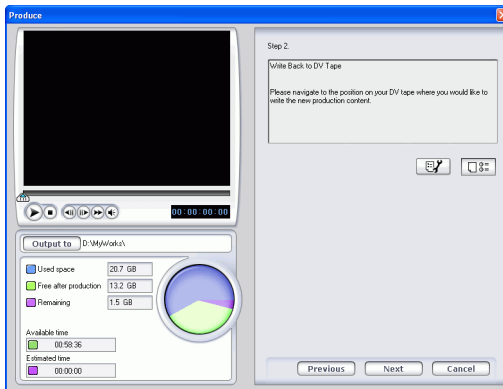 Produce
Step 2.
Write Back to DV Tape
Please navigate to the position on your DV tape where you would like to
write the new production content.
00:00:00:00
Output to D:\MyWorks\
Used space 20.7 GB
Free after production 13.2 GB
Remaining 1.5 GB
Available time
00:58:36
Estimated time
00:00:00
Previous Next Cancel